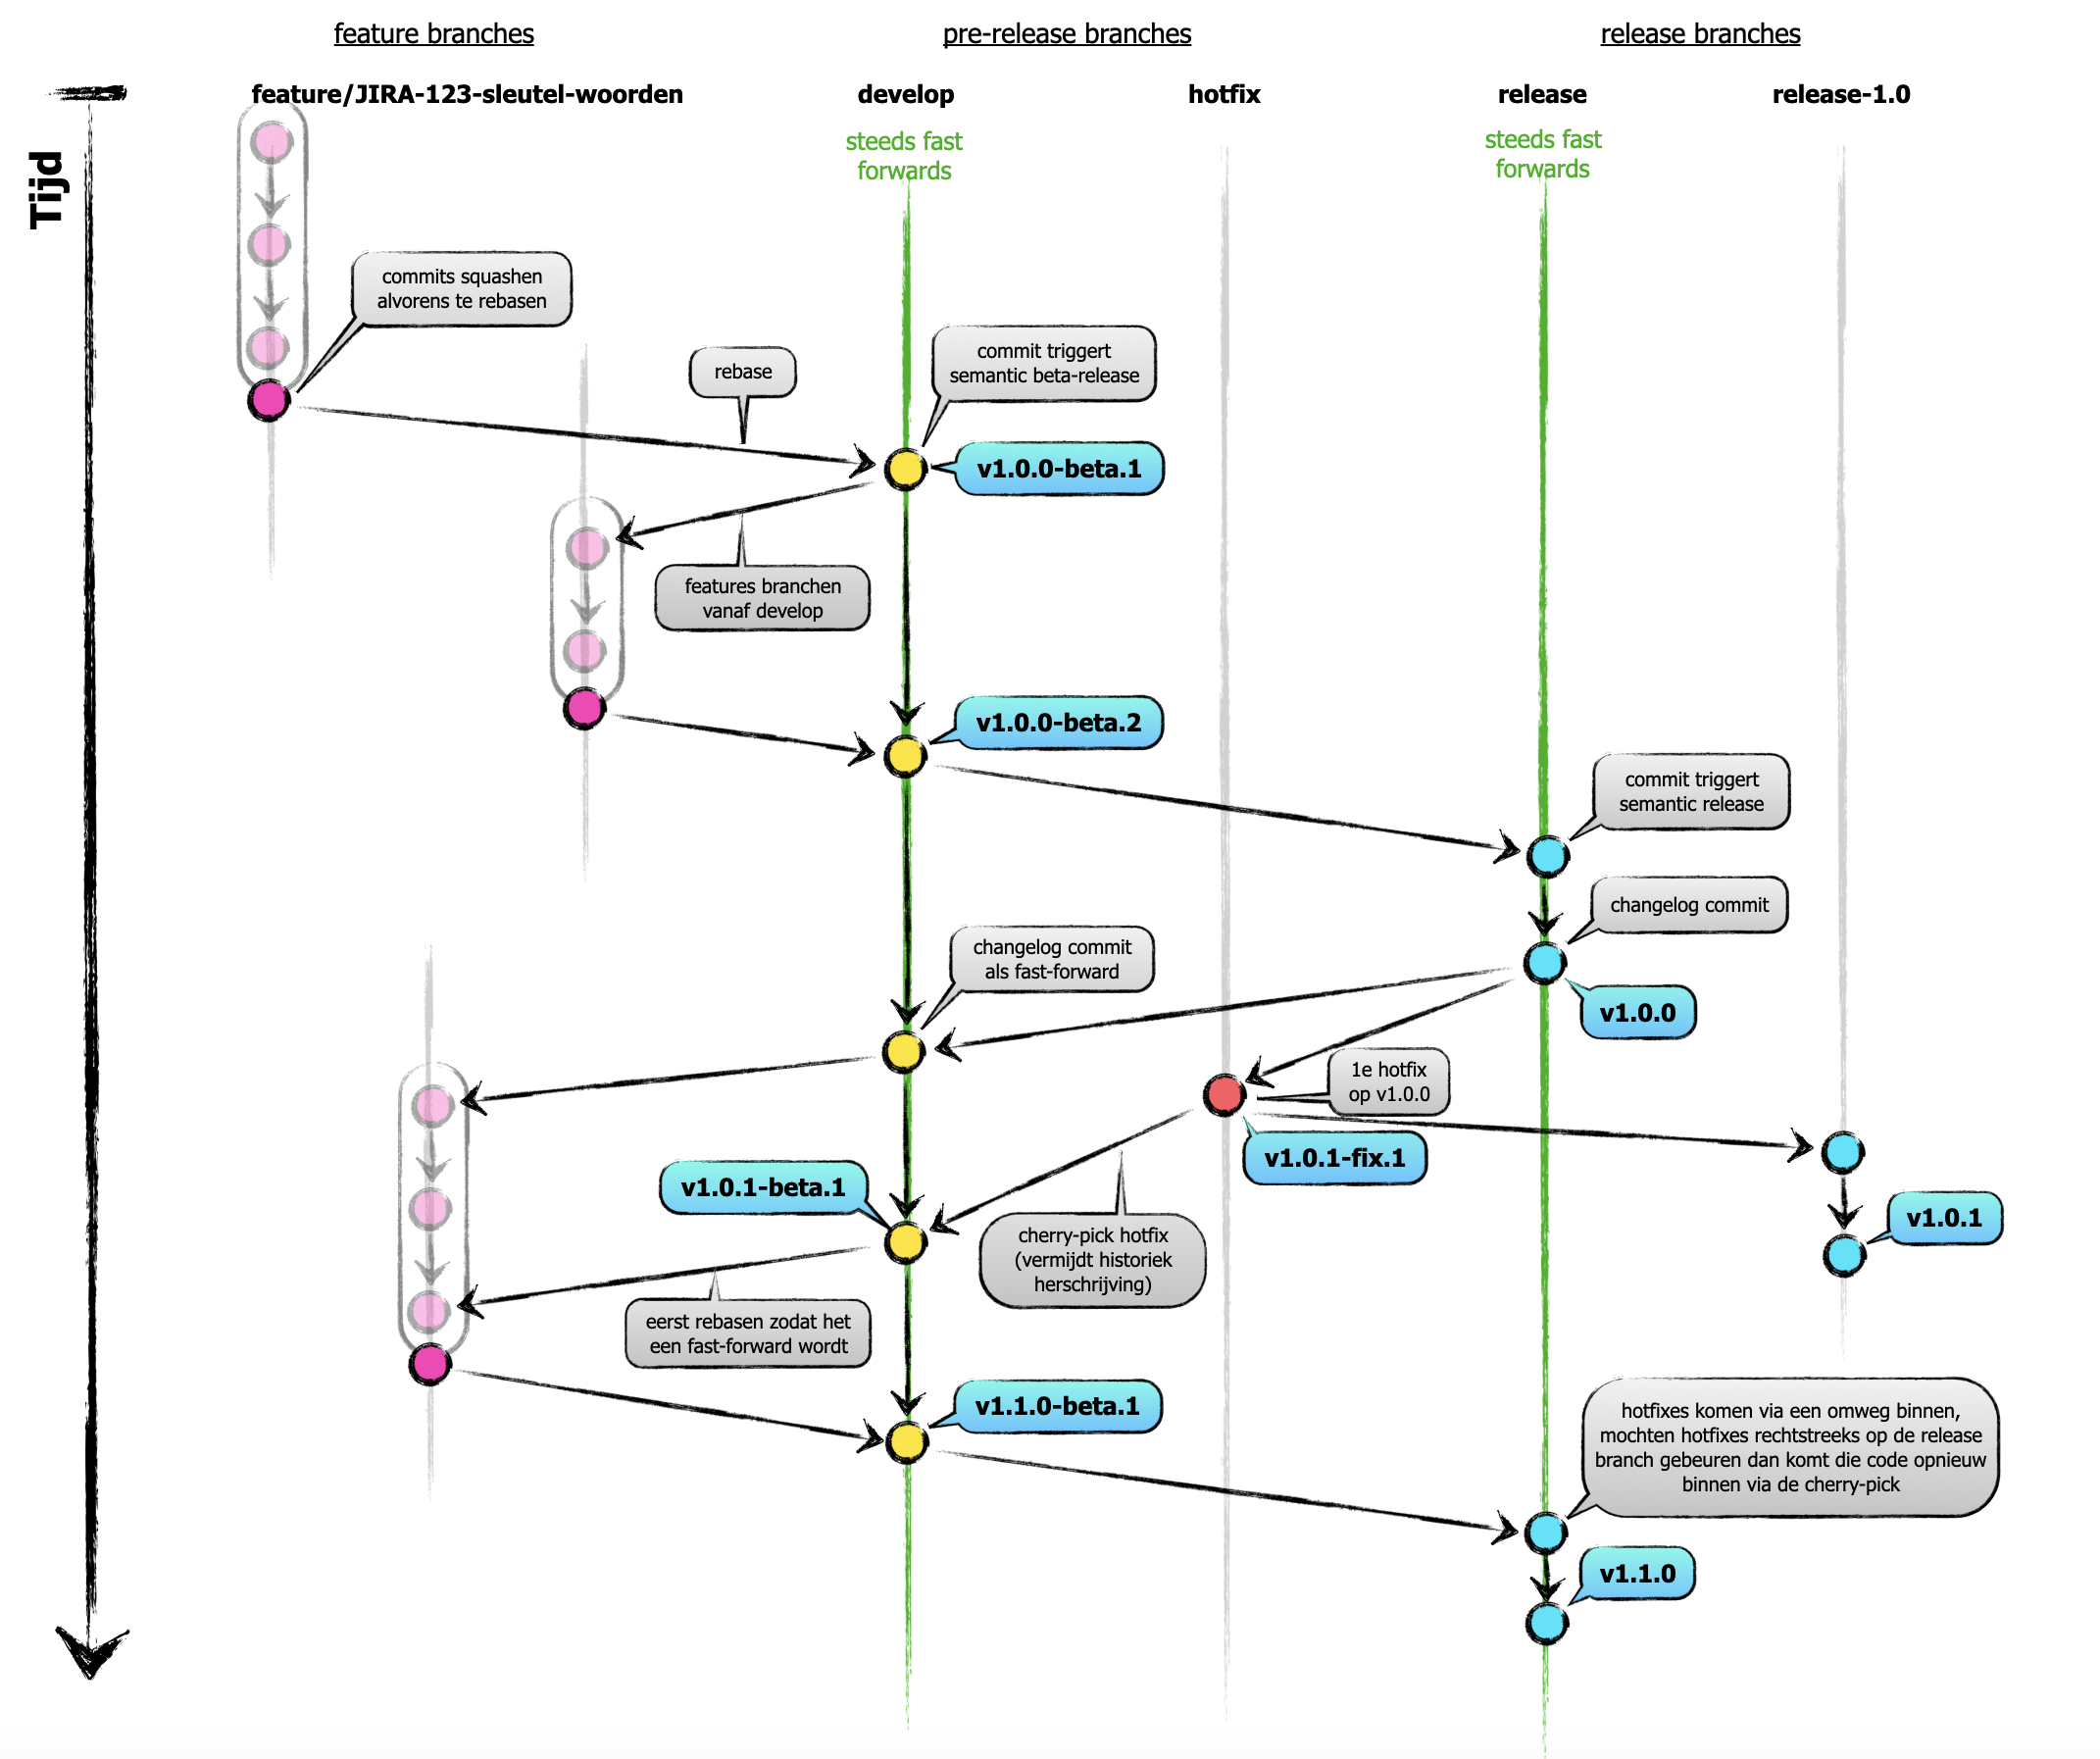 feature branches
pre-release branches
release branches
feature/JIRA-123-sleutel-woorden
develop
hotfix
release
release-1.0
steeds fast
forwards
steeds fast
forwards
Tijd
commits squashen
alvorens te rebasen
rebase
commit triggert
semantic beta-release
v1.0.0-beta.1
features branchen
vanaf develop
v1.0.0-beta.2
commit triggert
semantic release
changelog commit
changelog commit
als fast-forward
v1.0.0
1e hotfix
op v1.0.0
v1.0.1-fix.1
v1.0.1-beta.1
v1.0.1
cherry-pick hotfix
(vermijdt historiek
herschrijving)
eerst rebasen zodat het
een fast-forward wordt
v1.1.0-beta.1
hotfixes komen via een omweg binnen,
mochten hotfixes rechtstreeks op de release
branch gebeuren dan komt die code opnieuw
binnen via de cherry-pick
v1.1.0